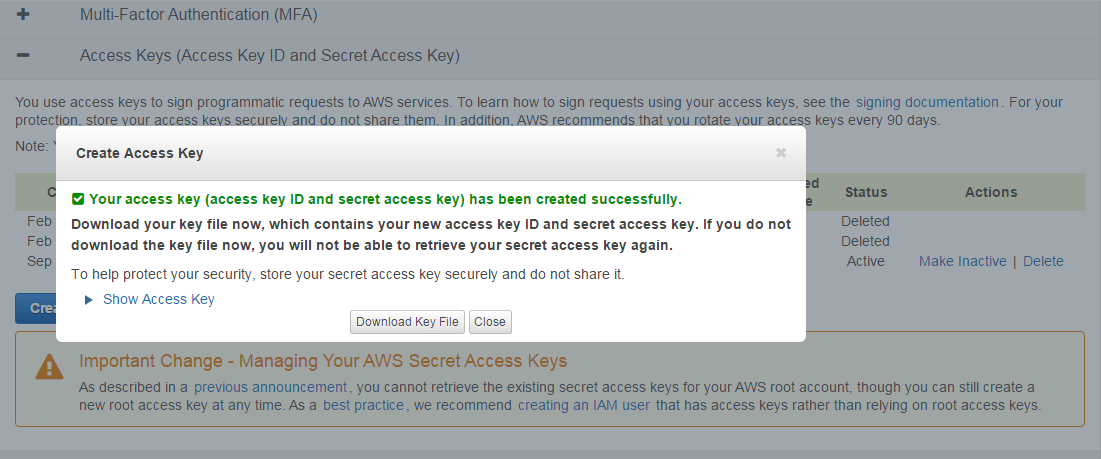 Multi-Factor Authentication (MFA)
Access Keys (Access Key ID and Secret Access Key)
You use access keys to sign programmatic requests to AWS services. To learn how to sign requests using your access keys, see the signing documentation. For your
protection, store your access keys securely and do not share them. In addition, AWS recommends that you rotate your access keys every 90 days.
Note:
Create Access Key
Status Actions
Your access key (access key ID and secret access key) has been created successfully.
Feb Deleted
Download your key file now, which contains your new access key ID and secret access key. If you do not
Feb Deleted
download the key file now, you will not be able to retrieve your secret access key again.
Sep Active Make Inactive | Delete
To help protect your security, store your secret access key securely and do not share it.
Show Access Key
Download Key File Close
Important Change - Managing Your AWS Secret Access Keys
As described in a previous announcement, you cannot retrieve the existing secret access keys for your AWS root account, though you can still create a
new root access key at any time. As a best practice, we recommend creating an IAM user that has access keys rather than relying on root access keys.